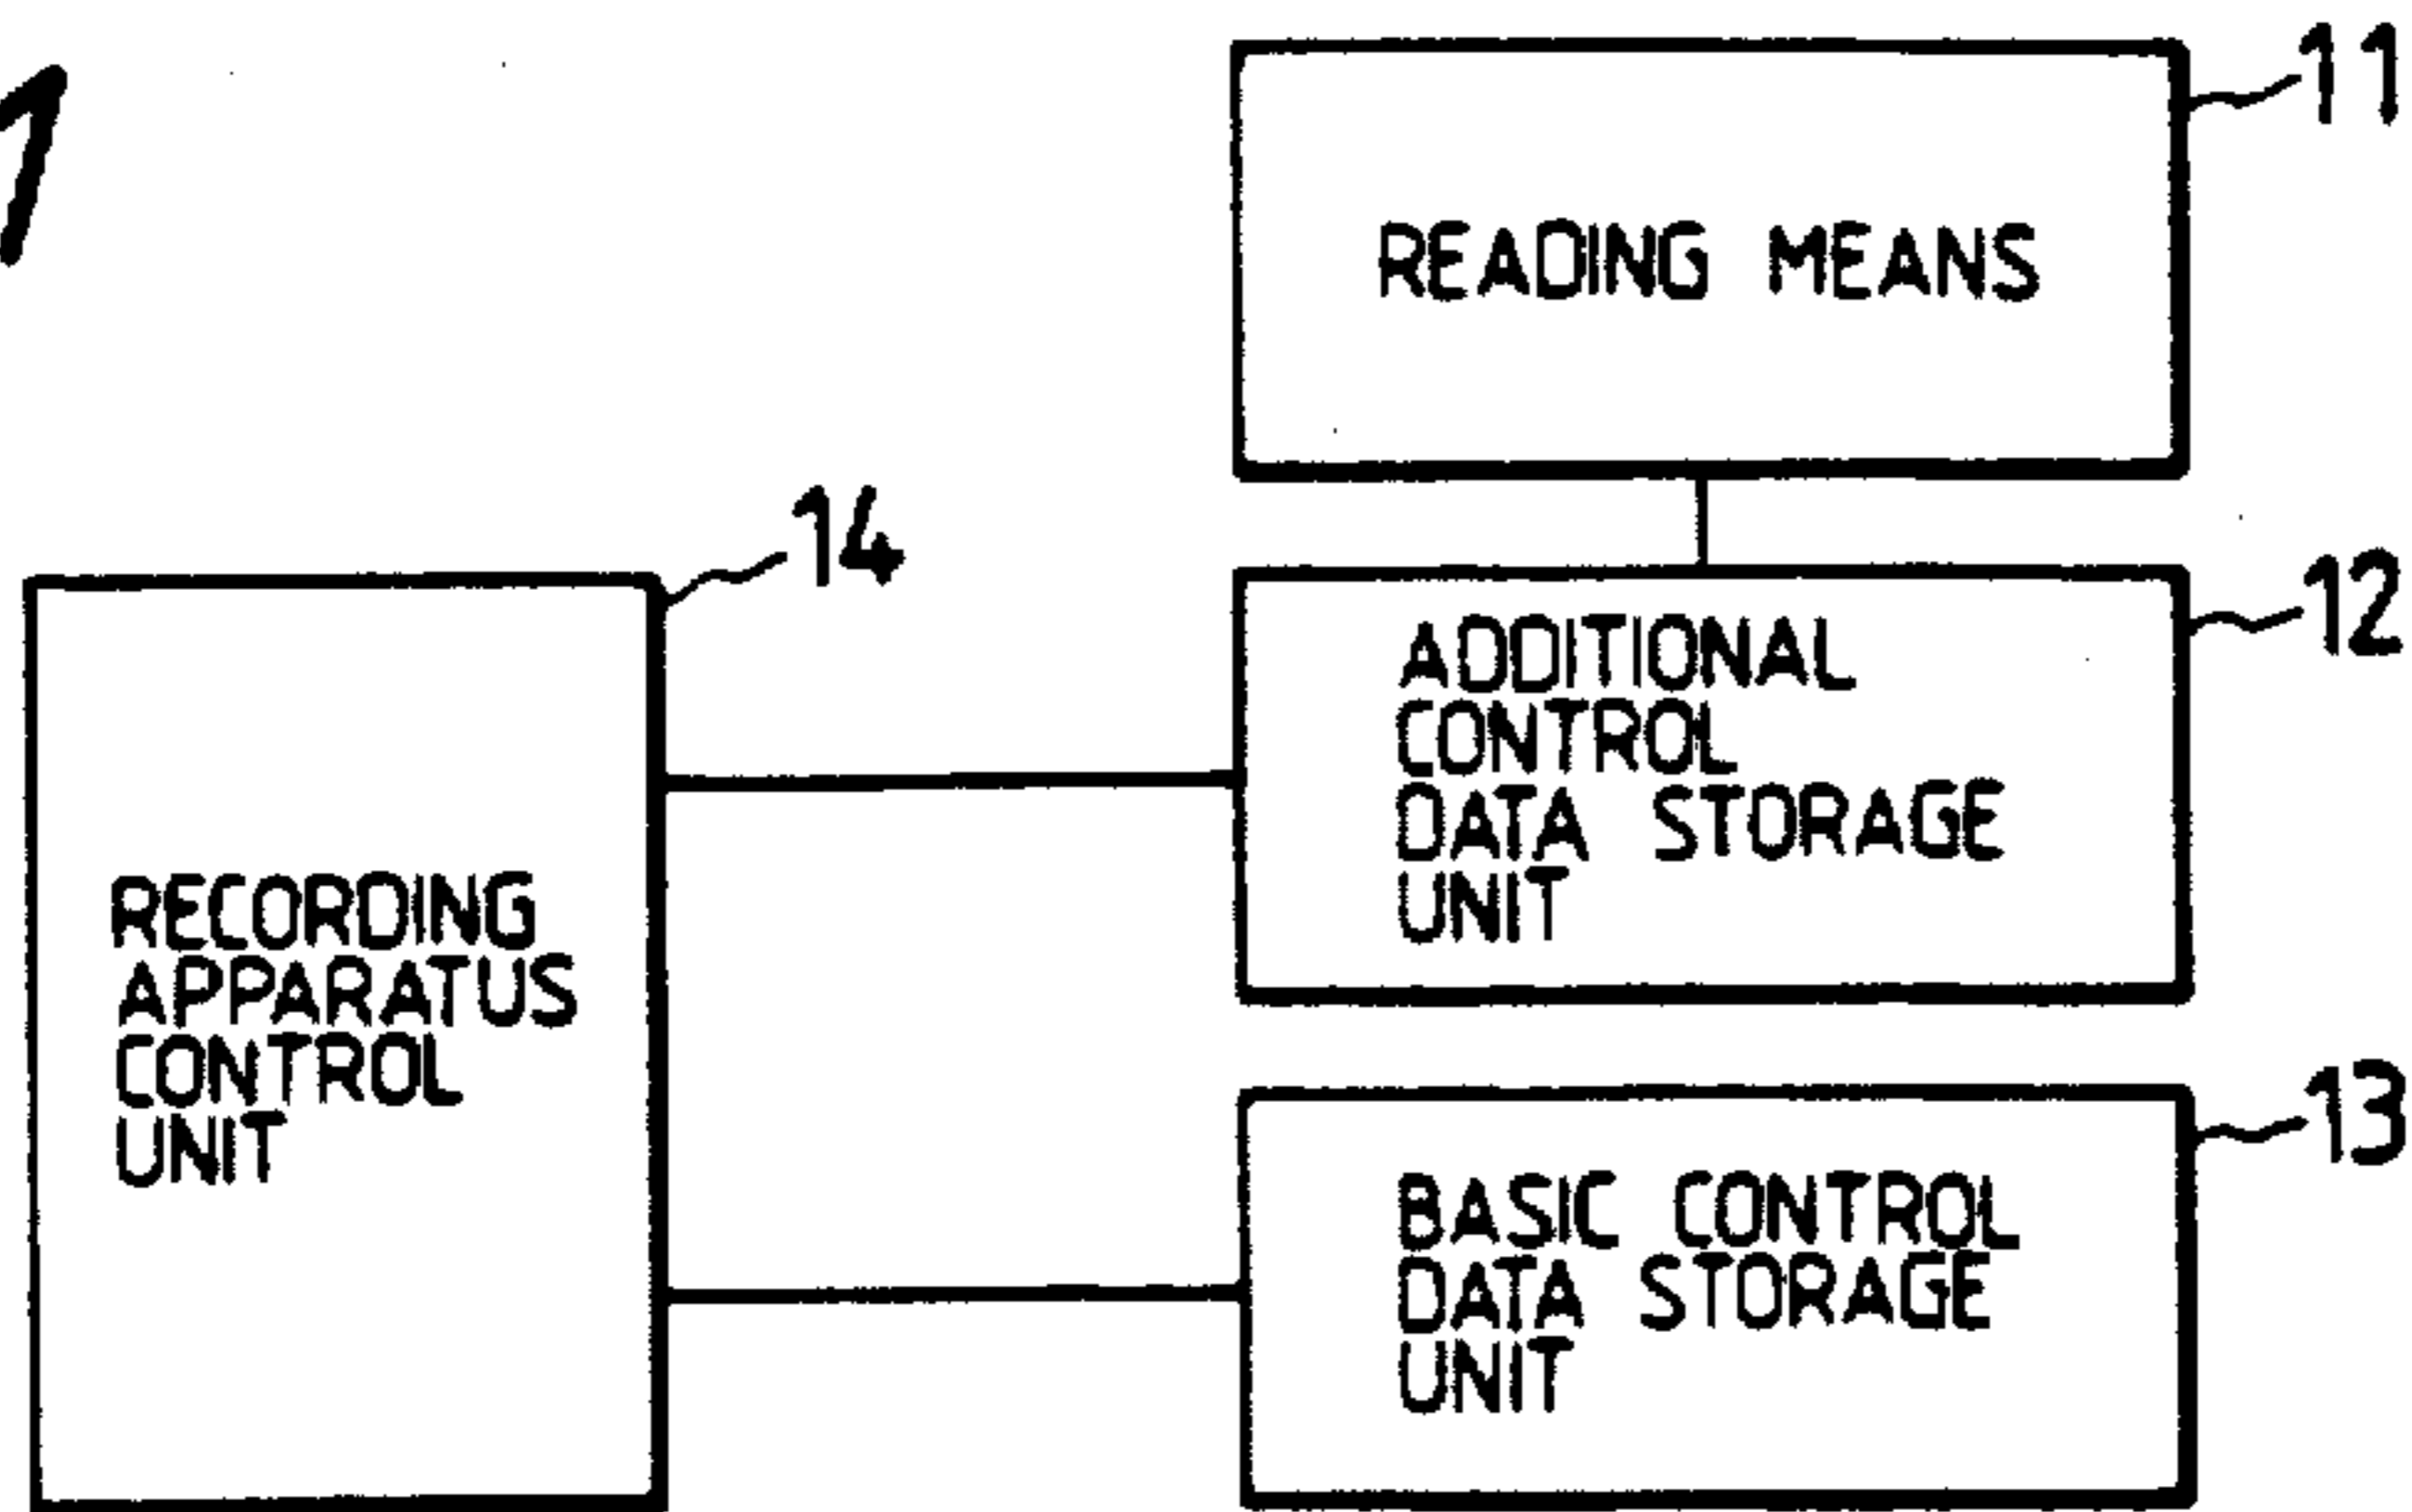 1
11
READING MEANS
14
12
ADDITIONAL
CONTROL
DATA STORAGE
UNIT
RECORDING
APPARATUS
CONTROL
UNIT
13
BASIC CONTROL
DATA STORAGE
UNIT